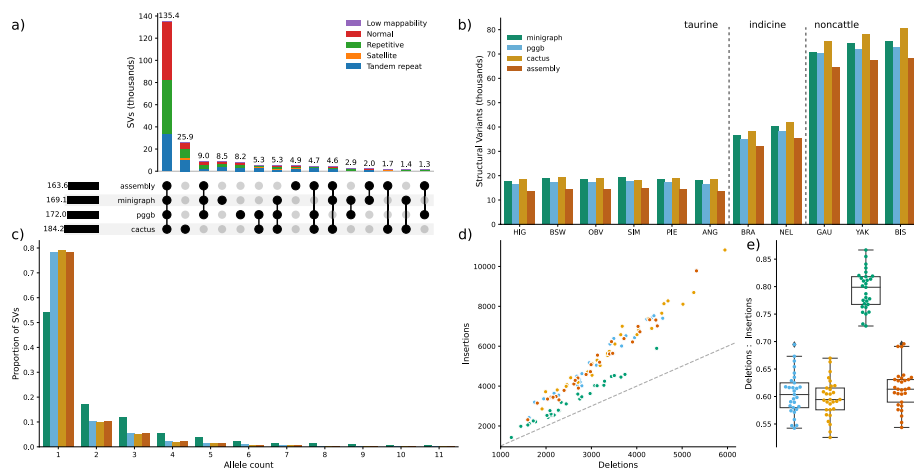 a)
135.4
140
120
100
80
60
40
20
0
SVs (thousands)
Low mappability
Normal
Repetitive
Satellite
Tandem repeat
25.9
9.0
8.5
8.2
5.3
5.3
4.9
4.7
4.6
2.9
2.0
1.7
1.4
1.3
163.6
assembly
169.1
minigraph
172.0
pggb
184.2
cactus
b)
taurine
indicine
noncattle
minigraph
pggb
cactus
assembly
80
70
60
50
40
30
20
10
0
Structural Variants (thousands)
HIG
BSW
OBV
SIM
PIE
ANG
BRA
NEL
GAU
YAK
BIS
c)
0.8
0.7
0.6
0.5
0.4
0.3
0.2
0.1
0.0
Proportion of SVs
1
2
3
4
5
6
7
8
9
10
11
Allele count
d)
10000
8000
6000
4000
2000
Insertions
1000
2000
3000
4000
5000
6000
Deletions
e)
0.85
0.80
0.75
0.70
0.65
0.60
0.55
Deletions : Insertions